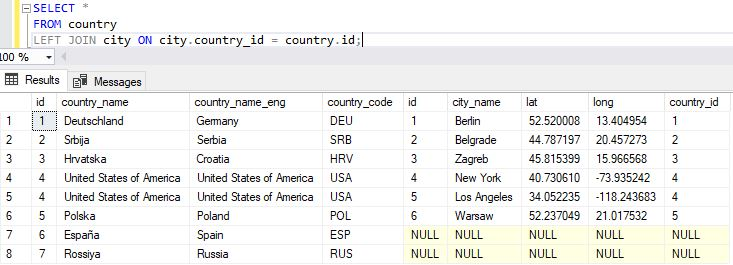 SELECT *
FROM country
LEFT JOIN city ON city.country_id = country.id;
100 %
Results Messages
id country_name country_name_eng country_code id city_name lat long country_id
1 1 Deutschland Germany DEU 1 Berlin 52.520008 13.404954 1
2 2 Srbija Serbia SRB 2 Belgrade 44.787197 20.457273 2
3 3 Hrvatska Croatia HRV 3 Zagreb 45.815399 15.966568 3
4 4 United States of America United States of America USA 4 New York 40.730610 -73.935242 4
5 4 United States of America United States of America USA 5 Los Angeles 34.052235 -118.243683 4
6 5 Polska Poland POL 6 Warsaw 52.237049 21.017532 5
7 6 España Spain ESP NULL NULL NULL NULL NULL
8 7 Rossiya Russia RUS NULL NULL NULL NULL NULL